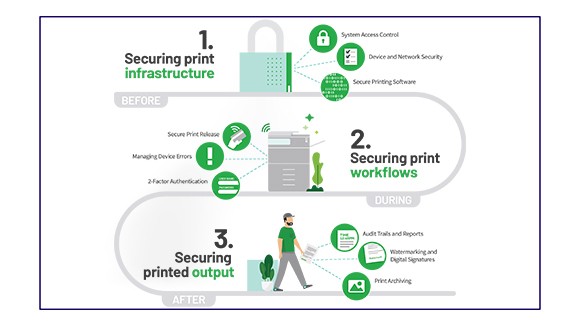 1.
Securing print
infrastructure
System Access Control
Device and Network Security
Secure Printing Software
BEFORE
Secure Print Release
Managing Device Errors
2-Factor Authentication
2.
Securing print
workflows
DURING
3.
Securing
printed output
Audit Trails and Reports
Watermarking and
Digital Signatures
Print Archiving
AFTER